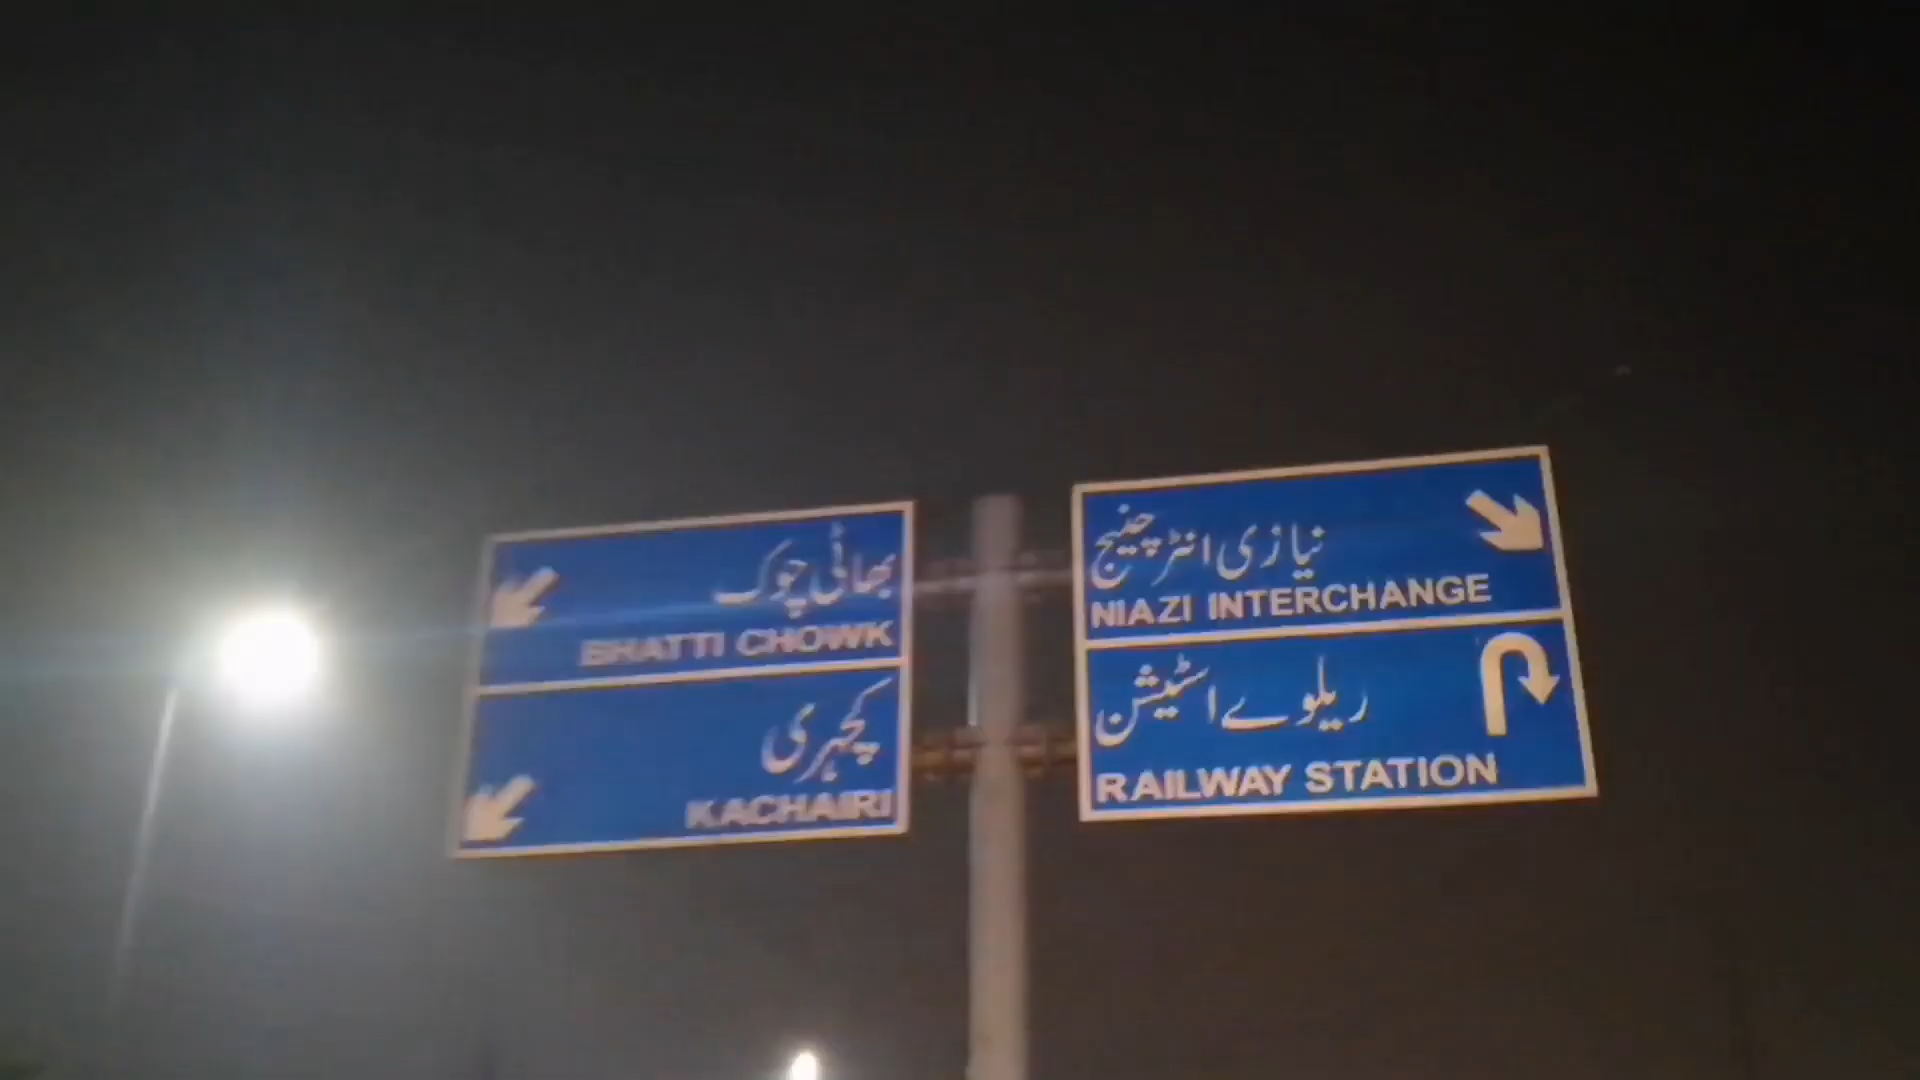 بھاٹی چوک
BHATTI CHOWK
کچہری
KACHAIRI
نیازی انٹرچینج
NIAZI INTERCHANGE
ریلوے اسٹیشن
RAILWAY STATION